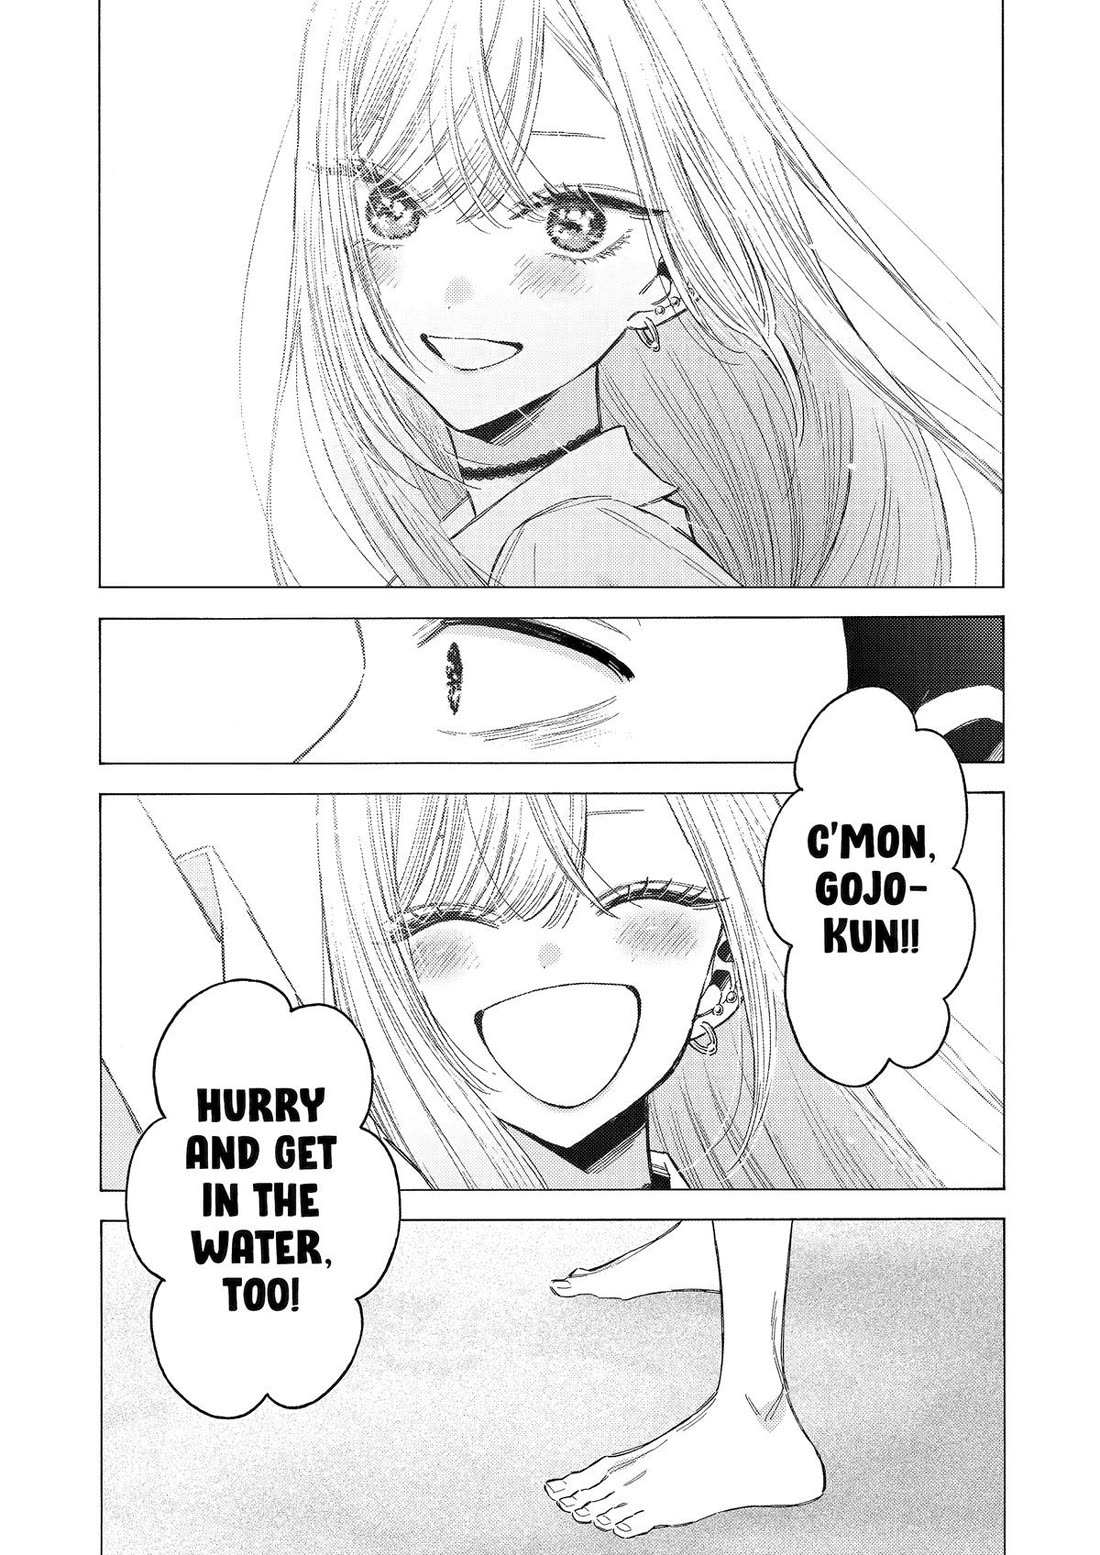 C'MON,
GOJO-
KUN!!
HURRY
AND GET
IN THE
WATER,
TOO!